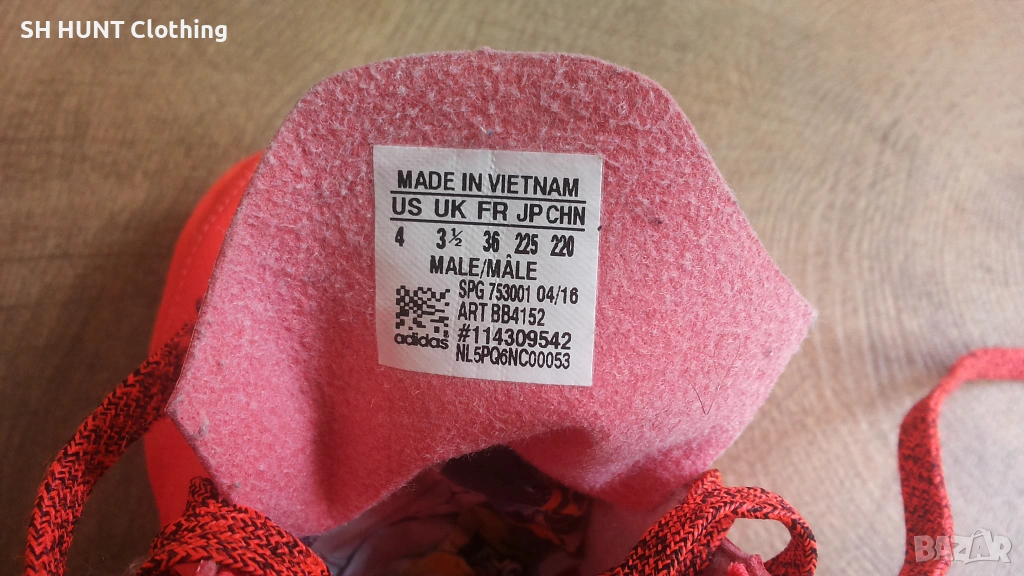 SH HUNT Clothing
MADE IN VIETNAM
US UK FR JP CHN
4 3½ 36 225 220
MALE/MÂLE
SPG 753001 04/16
ART BB4152
#114309542
adidas
NL5PQ6NC00053
BAZAR